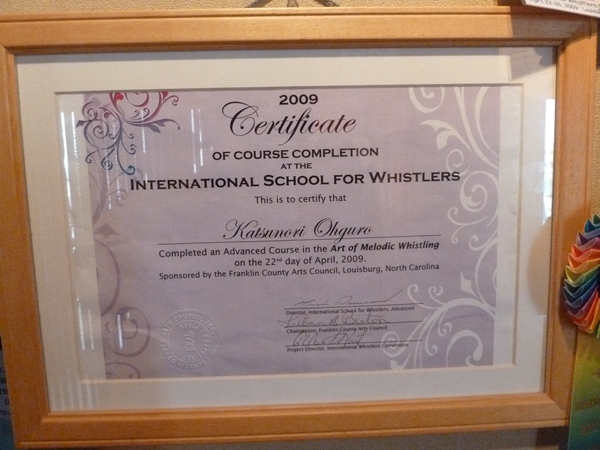 2009
Certificate
OF COURSE COMPLETION
AT THE
INTERNATIONAL SCHOOL FOR WHISTLERS
This is to certify that
Katsunori Ohguro
Completed an Advanced Course in the Art of Melodic Whistling
on the 22nd day of April, 2009.
Sponsored by the Franklin County Arts Council, Louisburg, North Carolina
Director, International School for Whistlers, Advanced
Chairperson, Franklin County Arts Council
Project Director, International Whistlers Convention